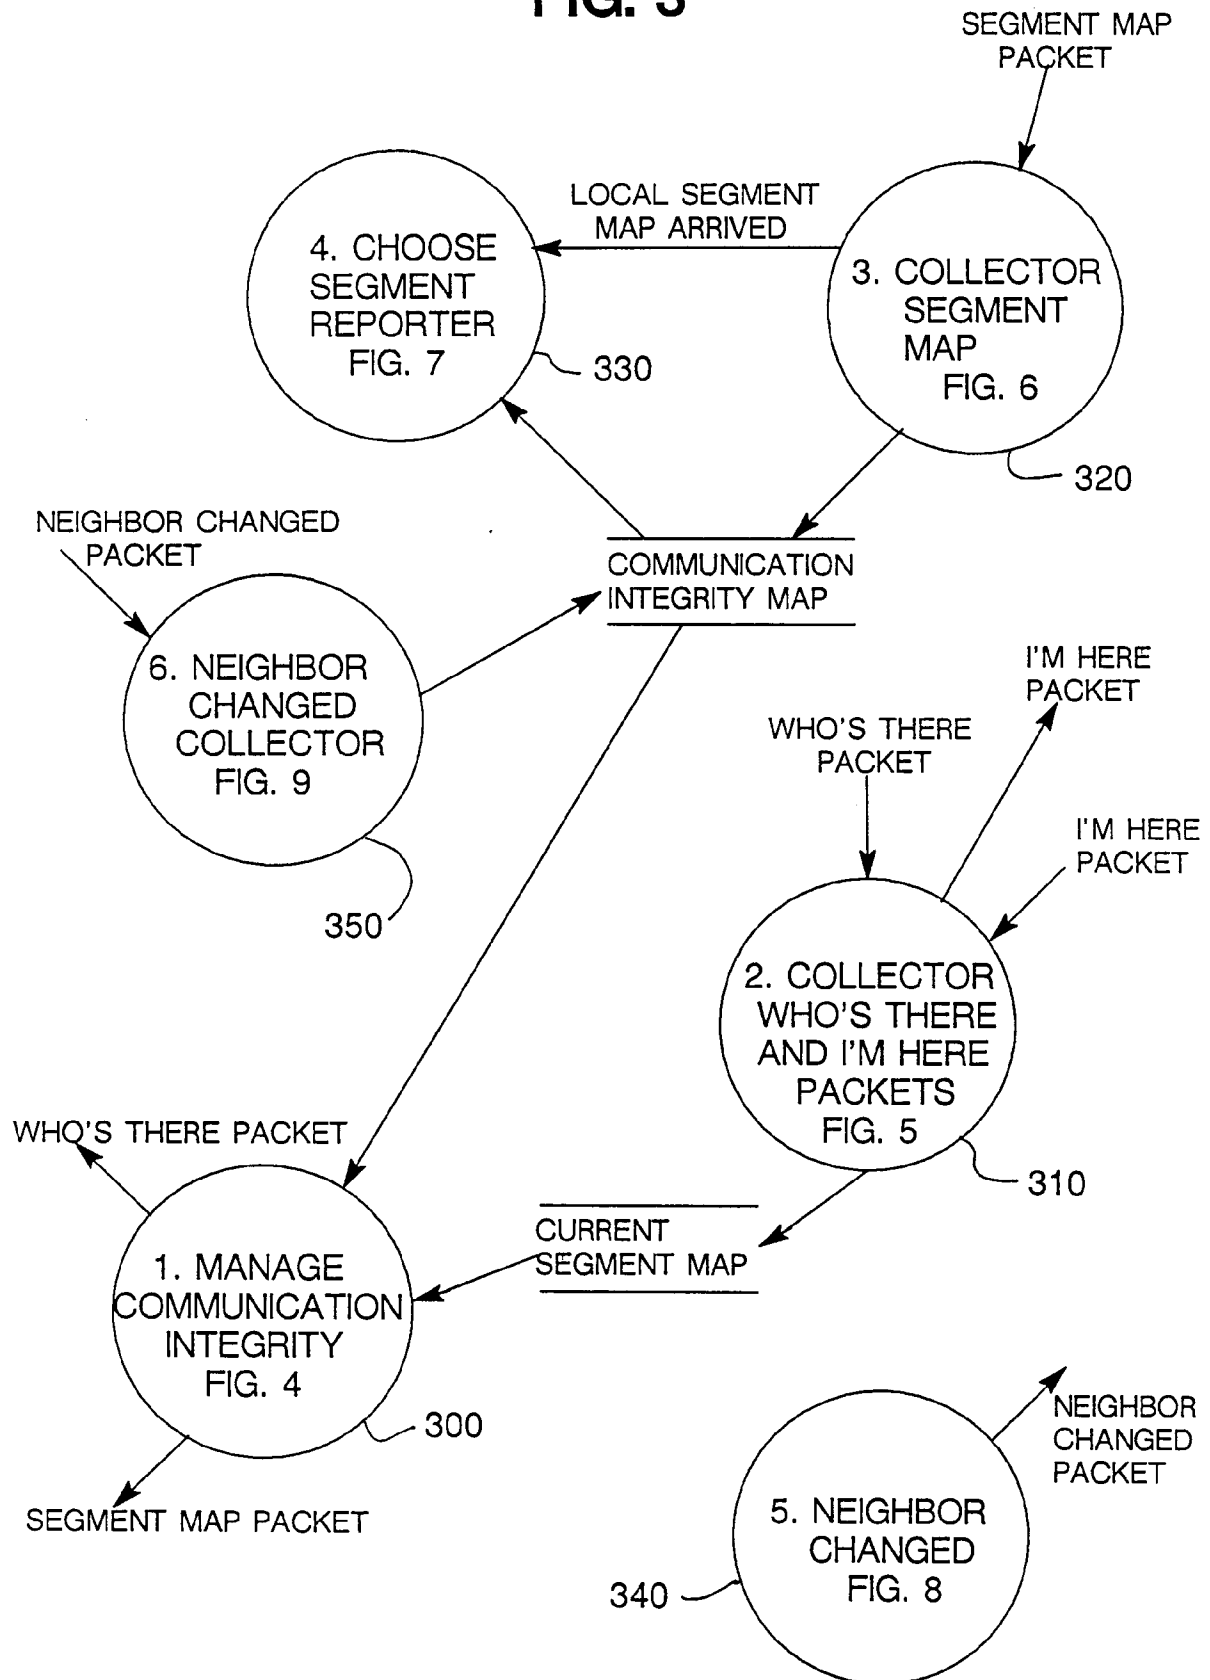 FIG. 3
SEGMENT MAP
PACKET
LOCAL SEGMENT
MAP ARRIVED
4. CHOOSE
SEGMENT
REPORTER
FIG. 7
330
3. COLLECTOR
SEGMENT
MAP
FIG. 6
320
NEIGHBOR CHANGED
PACKET
COMMUNICATION
INTEGRITY MAP
6. NEIGHBOR
CHANGED
COLLECTOR
FIG. 9
350
I'M HERE
PACKET
WHO'S THERE
PACKET
I'M HERE
PACKET
2. COLLECTOR
WHO'S THERE
AND I'M HERE
PACKETS
FIG. 5
310
WHO'S THERE PACKET
CURRENT
SEGMENT MAP
1. MANAGE
COMMUNICATION
INTEGRITY
FIG. 4
300
SEGMENT MAP PACKET
NEIGHBOR
CHANGED
PACKET
5. NEIGHBOR
CHANGED
FIG. 8
340